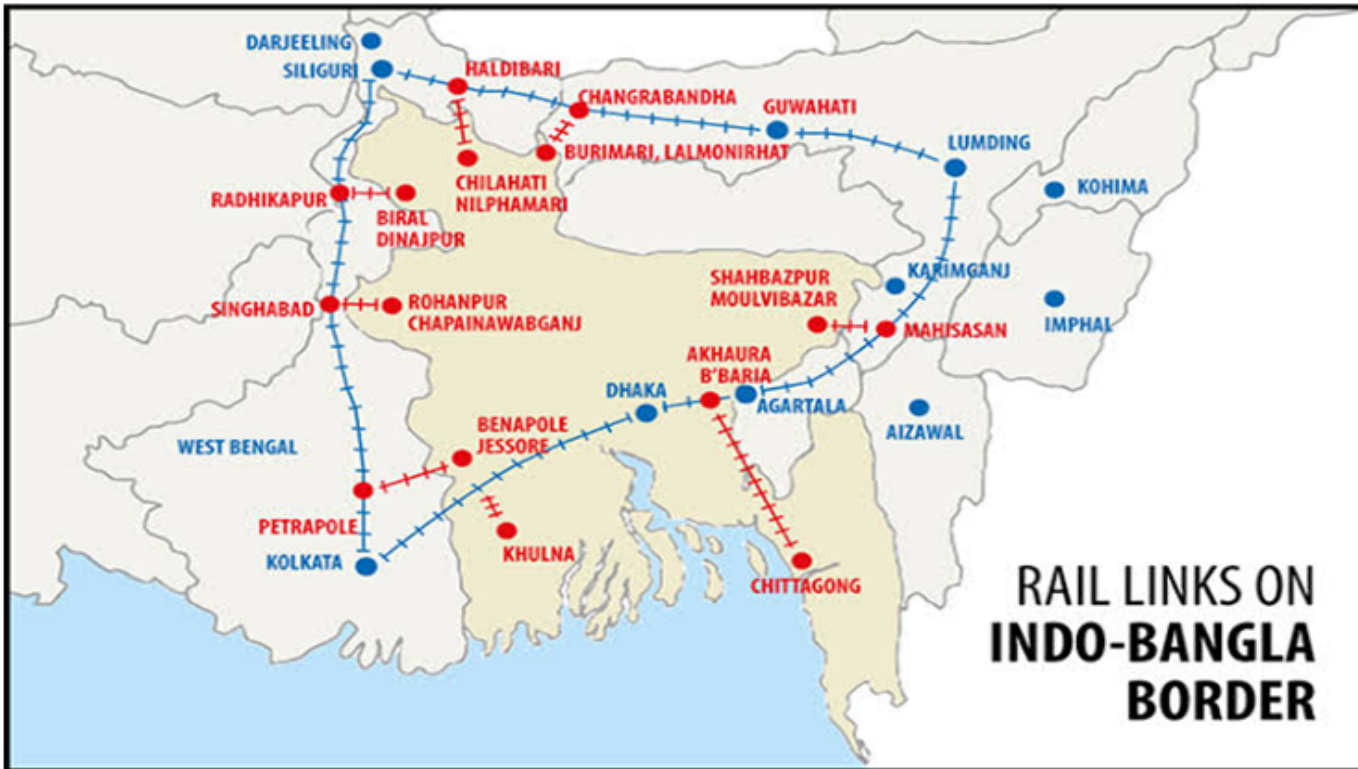 DARJEELING
SILIGURI
HALDIBARI
CHANGRABANDHA
GUWAHATI
LUMDING
BURIMARI, LALMONIRHAT
CHILAHATI
NILPHAMARI
KOHIMA
RADHIKAPUR
BIRAL
DINAJPUR
SHAHBAZPUR
MOULVIBAZAR
KARIMGANJ
SINGHABAD
ROHANPUR
CHAPAINAWABGANJ
MAHISASAN
IMPHAL
AKHAURA
B'BARIA
DHAKA
AGARTALA
AIZAWAL
BENAPOLE
JESSORE
WEST BENGAL
PETRAPOLE
KOLKATA
KHULNA
CHITTAGONG
RAIL LINKS ON
INDO-BANGLA
BORDER